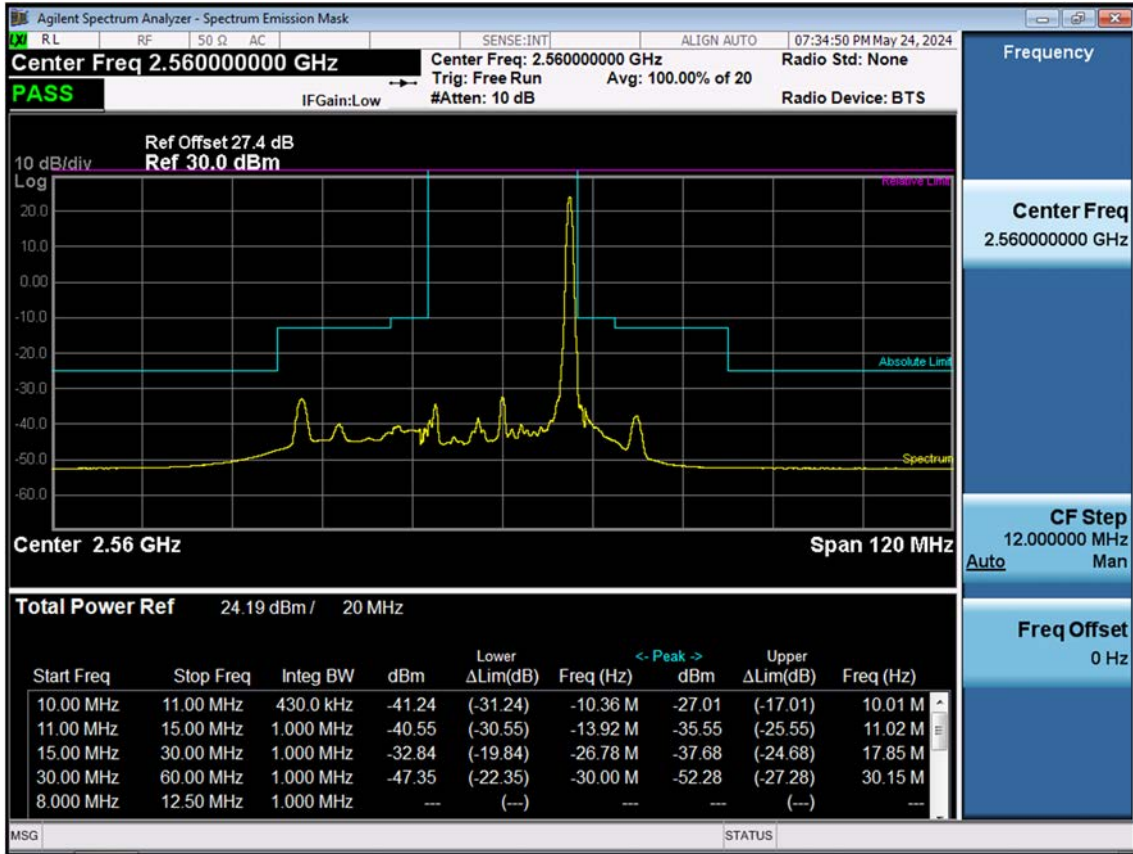 Agilent Spectrum Analyzer - Spectrum Emission Mask
LXI RL RF 50 Ω AC SENSE:INT ALIGN AUTO 07:34:50 PM May 24, 2024
Center Freq 2.560000000 GHz
Center Freq: 2.560000000 GHz
Radio Std: None
Trig: Free Run Avg: 100.00% of 20
PASS
IFGain:Low
#Atten: 10 dB
Radio Device: BTS
Ref Offset 27.4 dB
10 dB/div Ref 30.0 dBm
Log
Relative Limit
20.0
10.0
0.00
-10.0
-20.0
Absolute Limit
-30.0
-40.0
-50.0
Spectrum
-60.0
Center 2.56 GHz
Span 120 MHz
Total Power Ref 24.19 dBm / 20 MHz
Lower <- Peak -> Upper
Start Freq Stop Freq Integ BW dBm ΔLim(dB) Freq (Hz) dBm ΔLim(dB) Freq (Hz)
10.00 MHz 11.00 MHz 430.0 kHz -41.24 (-31.24) -10.36 M -27.01 (-17.01) 10.01 M
11.00 MHz 15.00 MHz 1.000 MHz -40.55 (-30.55) -13.92 M -35.55 (-25.55) 11.02 M
15.00 MHz 30.00 MHz 1.000 MHz -32.84 (-19.84) -26.78 M -37.68 (-24.68) 17.85 M
30.00 MHz 60.00 MHz 1.000 MHz -47.35 (-22.35) -30.00 M -52.28 (-27.28) 30.15 M
8.000 MHz 12.50 MHz 1.000 MHz --- (---) --- --- (---) ---
MSG
STATUS
Frequency
Center Freq
2.560000000 GHz
CF Step
12.000000 MHz
Auto Man
Freq Offset
0 Hz